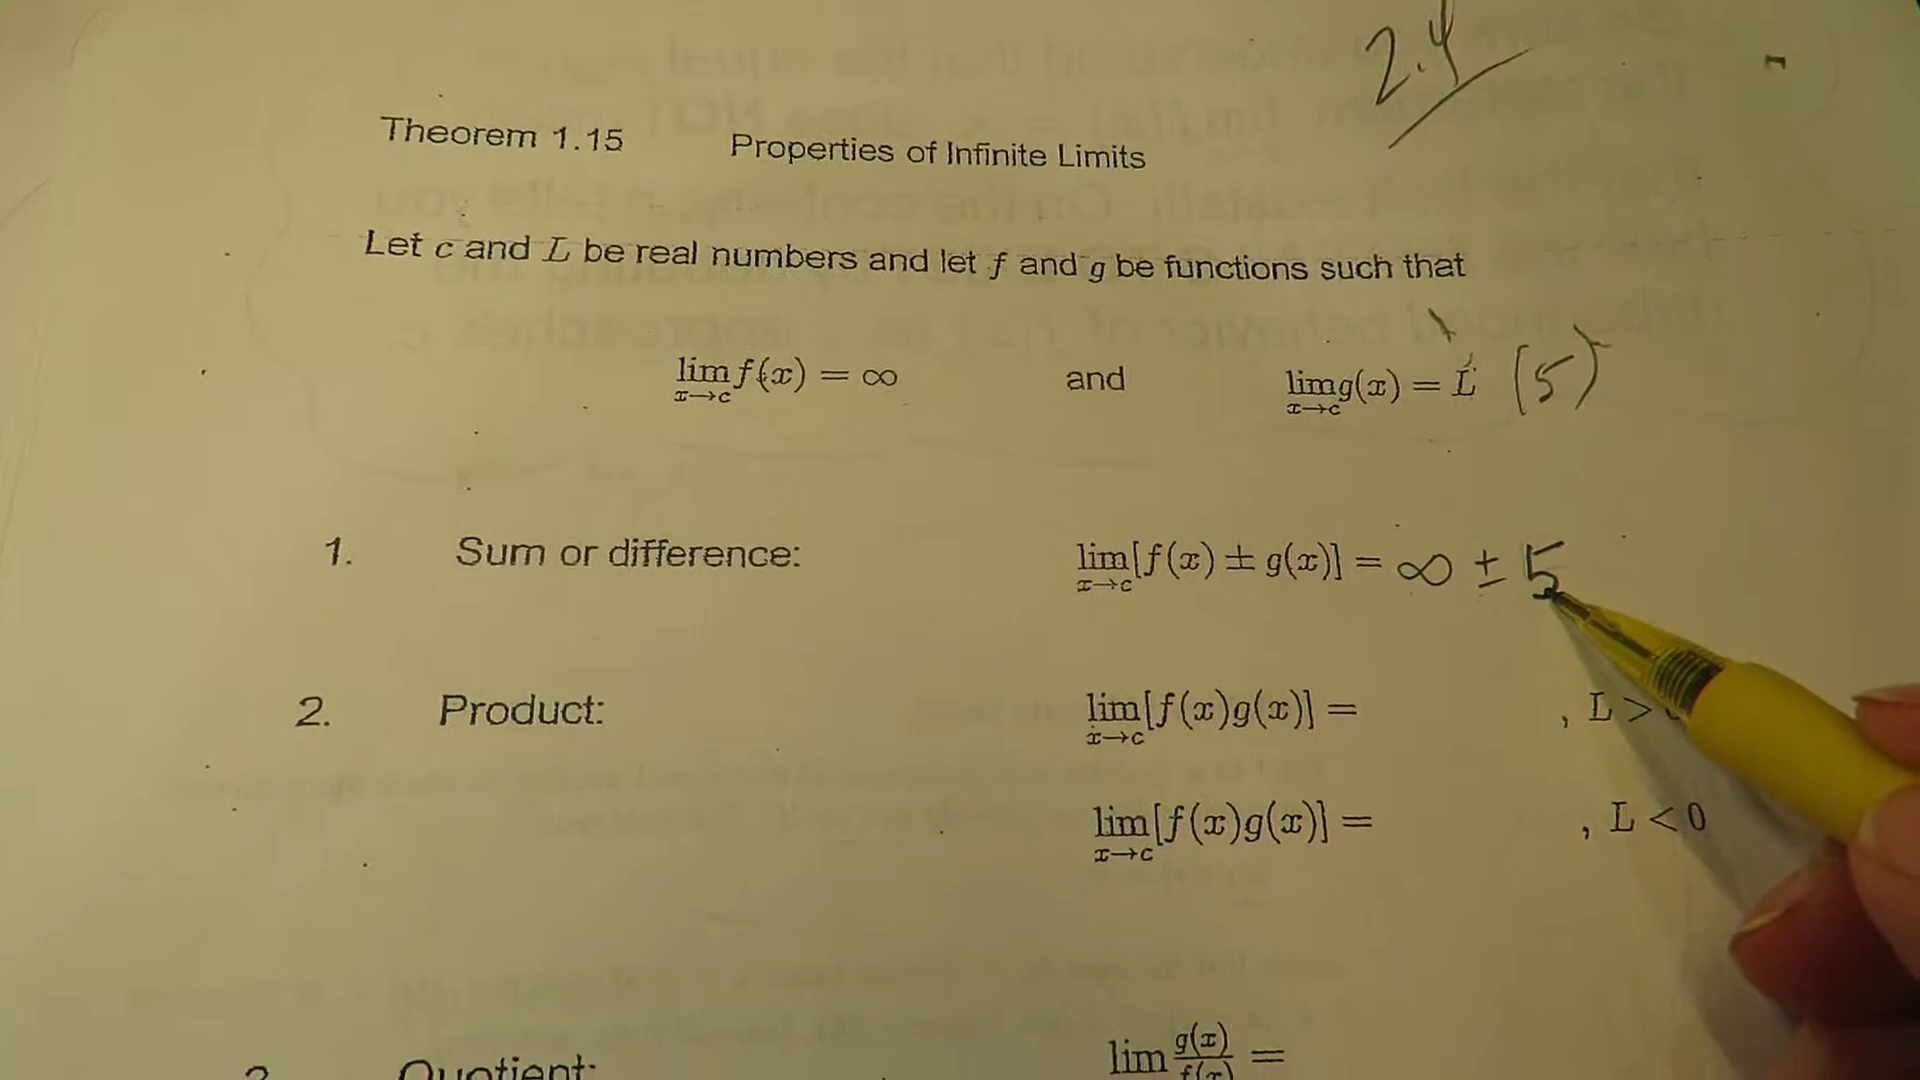 2.4
Theorem 1.15 Properties of Infinite Limits
Let c and L be real numbers and let f and g be functions such that
lim f(x) = ∞ and lim g(x) = L (5)
x→c x→c
1. Sum or difference: lim[f(x) ± g(x)] = ∞ ± 5
x→c
2. Product: lim[f(x)g(x)] = , L >
x→c
lim[f(x)g(x)] = , L < 0
x→c
Quotient: lim g(x)/f(x) =